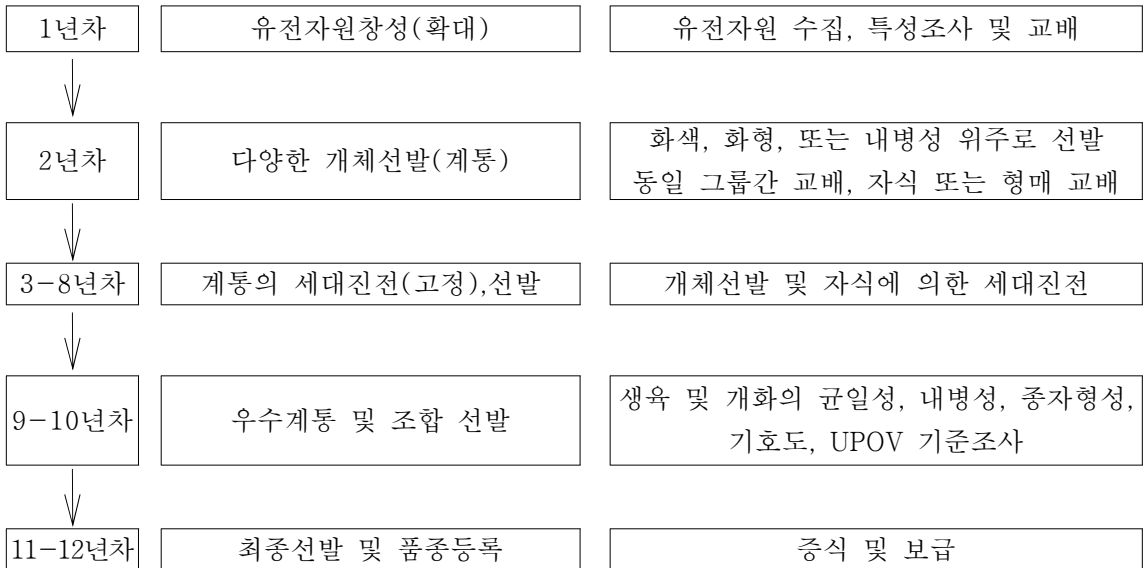 1년차 유전자원창성(확대) 유전자원 수집, 특성조사 및 교배
2년차 다양한 개체선발(계통) 화색, 화형, 또는 내병성 위주로 선발
동일 그룹간 교배, 자식 또는 형매 교배
3-8년차 계통의 세대진전(고정),선발 개체선발 및 자식에 의한 세대진전
9-10년차 우수계통 및 조합 선발 생육 및 개화의 균일성, 내병성, 종자형성,
기호도, UPOV 기준조사
11-12년차 최종선발 및 품종등록 증식 및 보급